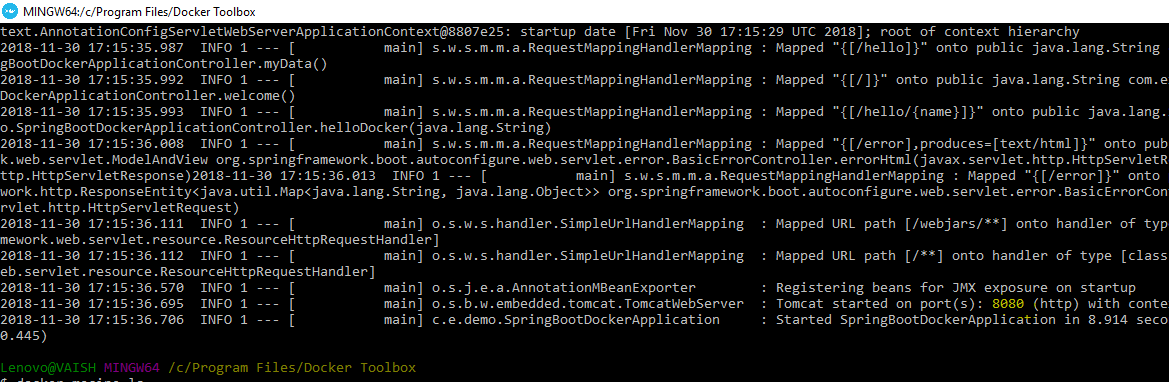 MINGW64:/c/Program Files/Docker Toolbox
text.AnnotationConfigServletWebServerApplicationContext@8807e25: startup date [Fri Nov 30 17:15:29 UTC 2018]; root of context hierarchy
2018-11-30 17:15:35.987  INFO 1 --- [           main] s.w.s.m.m.a.RequestMappingHandlerMapping : Mapped "{[/hello]}" onto public java.lang.String
gBootDockerApplicationController.myData()
2018-11-30 17:15:35.992  INFO 1 --- [           main] s.w.s.m.m.a.RequestMappingHandlerMapping : Mapped "{[/]}" onto public java.lang.String com.e
DockerApplicationController.welcome()
2018-11-30 17:15:35.993  INFO 1 --- [           main] s.w.s.m.m.a.RequestMappingHandlerMapping : Mapped "{[/hello/{name}]}" onto public java.lang.
o.SpringBootDockerApplicationController.helloDocker(java.lang.String)
2018-11-30 17:15:36.008  INFO 1 --- [           main] s.w.s.m.m.a.RequestMappingHandlerMapping : Mapped "{[/error],produces=[text/html]}" onto pub
k.web.servlet.ModelAndView org.springframework.boot.autoconfigure.web.servlet.error.BasicErrorController.errorHtml(javax.servlet.http.HttpServletR
ttp.HttpServletResponse)2018-11-30 17:15:36.013  INFO 1 --- [           main] s.w.s.m.m.a.RequestMappingHandlerMapping : Mapped "{[/error]}" onto
work.http.ResponseEntity<java.util.Map<java.lang.String, java.lang.Object>> org.springframework.boot.autoconfigure.web.servlet.error.BasicErrorCon
rvlet.http.HttpServletRequest)
2018-11-30 17:15:36.111  INFO 1 --- [           main] o.s.w.s.handler.SimpleUrlHandlerMapping  : Mapped URL path [/webjars/**] onto handler of typ
mework.web.servlet.resource.ResourceHttpRequestHandler]
2018-11-30 17:15:36.112  INFO 1 --- [           main] o.s.w.s.handler.SimpleUrlHandlerMapping  : Mapped URL path [/**] onto handler of type [class
eb.servlet.resource.ResourceHttpRequestHandler]
2018-11-30 17:15:36.570  INFO 1 --- [           main] o.s.j.e.a.AnnotationMBeanExporter        : Registering beans for JMX exposure on startup
2018-11-30 17:15:36.695  INFO 1 --- [           main] o.s.b.w.embedded.tomcat.TomcatWebServer  : Tomcat started on port(s): 8080 (http) with conte
2018-11-30 17:15:36.706  INFO 1 --- [           main] c.e.demo.SpringBootDockerApplication     : Started SpringBootDockerApplication in 8.914 seco
0.445)
Lenovo@VAISH MINGW64 /c/Program Files/Docker Toolbox
$ docker